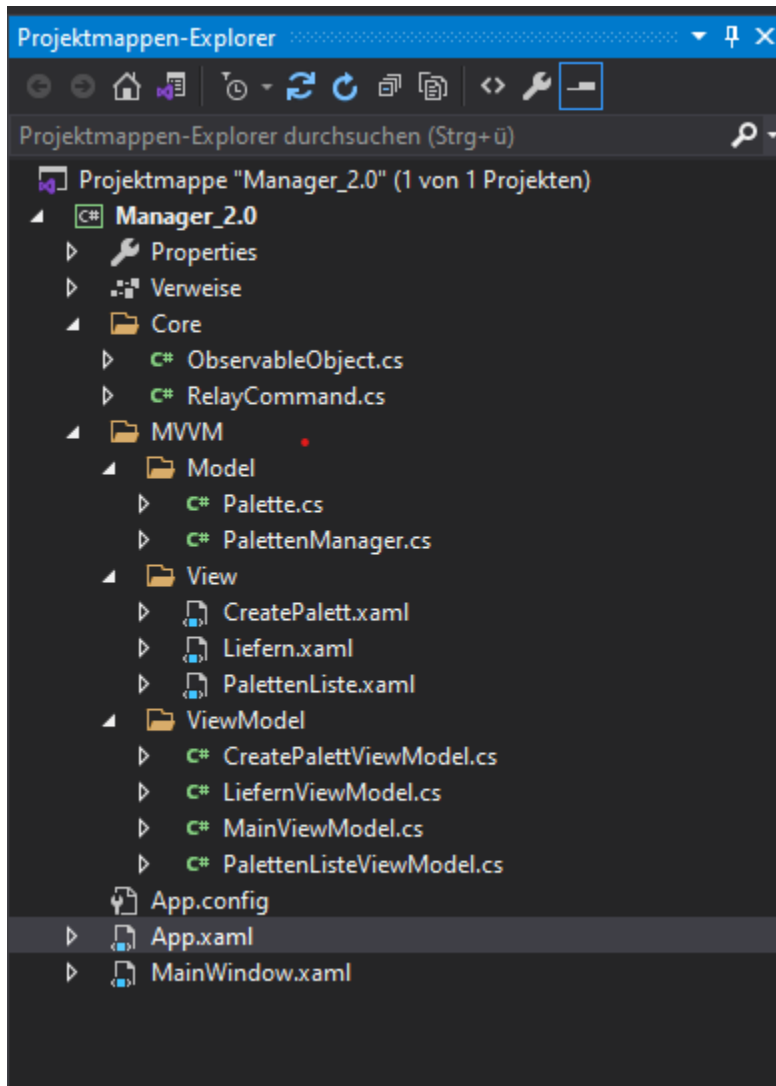 Projektmappen-Explorer
Projektmappen-Explorer durchsuchen (Strg+ü)
Projektmappe "Manager_2.0" (1 von 1 Projekten)
C# Manager_2.0
Properties
Verweise
Core
C# ObservableObject.cs
C# RelayCommand.cs
MVVM
Model
C# Palette.cs
C# PalettenManager.cs
View
CreatePalett.xaml
Liefern.xaml
PalettenListe.xaml
ViewModel
C# CreatePalettViewModel.cs
C# LiefernViewModel.cs
C# MainViewModel.cs
C# PalettenListeViewModel.cs
App.config
App.xaml
MainWindow.xaml